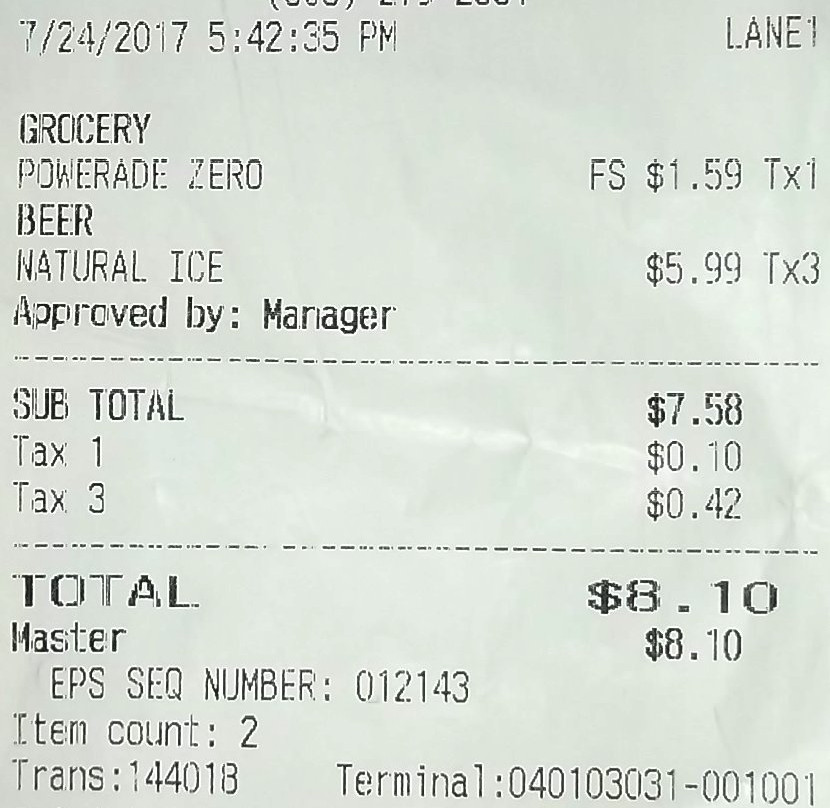 7/24/2017 5:42:35 PM LANE1
GROCERY
POWERADE ZERO FS $1.59 Tx1
BEER
NATURAL ICE $5.99 Tx3
Approved by: Manager
SUB TOTAL $7.58
Tax 1 $0.10
Tax 3 $0.42
TOTAL $8.10
Master $8.10
EPS SEQ NUMBER: 012143
Item count: 2
Trans:144018 Terminal:040103031-001001